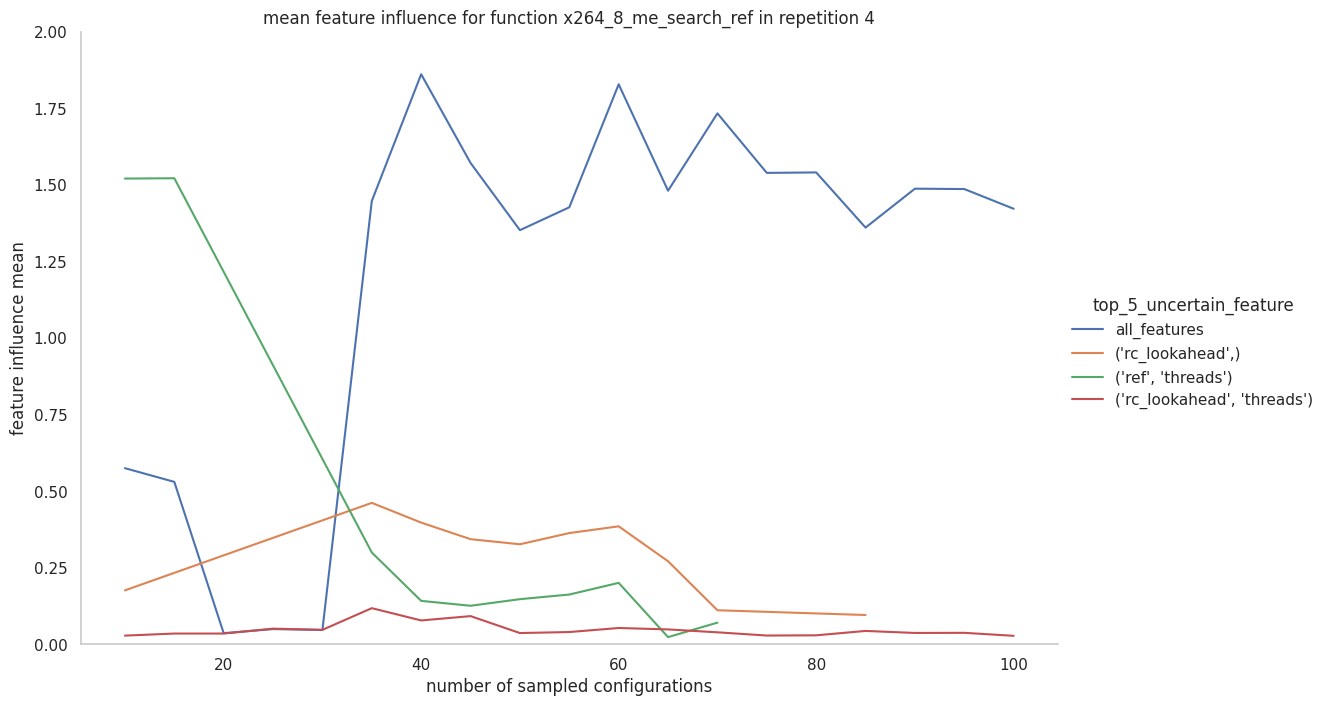 mean feature influence for function x264_8_me_search_ref in repetition 4
2.00
1.75
1.50
1.25
1.00
0.75
0.50
0.25
0.00
feature influence mean
20
40
60
80
100
number of sampled configurations
top_5_uncertain_feature
all_features
('rc_lookahead',)
('ref', 'threads')
('rc_lookahead', 'threads')